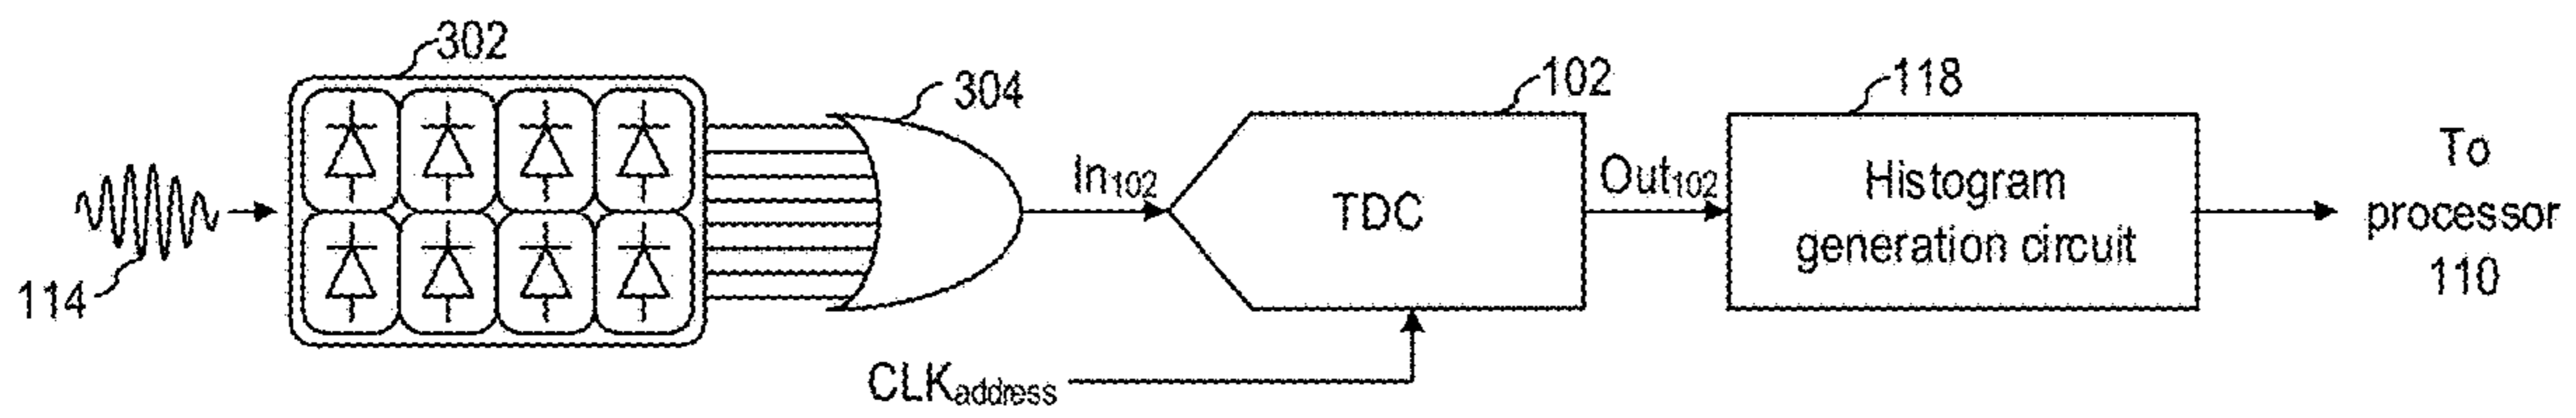 302
304
102
118
114
In102
TDC
Out102
Histogram
generation circuit
To
processor
110
CLKaddress